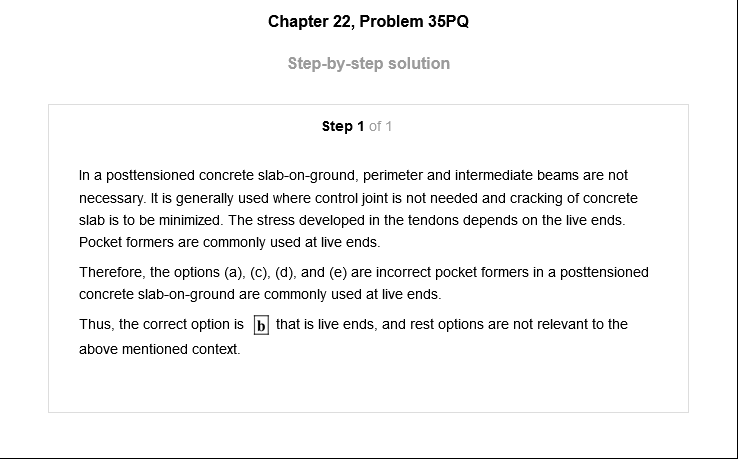 Chapter 22, Problem 35PQ
Step-by-step solution
Step 1 of 1
In a posttensioned concrete slab-on-ground, perimeter and intermediate beams are not
necessary. It is generally used where control joint is not needed and cracking of concrete
slab is to be minimized. The stress developed in the tendons depends on the live ends.
Pocket formers are commonly used at live ends.
Therefore, the options (a), (c), (d), and (e) are incorrect pocket formers in a posttensioned
concrete slab-on-ground are commonly used at live ends.
Thus, the correct option is b that is live ends, and rest options are not relevant to the
above mentioned context.